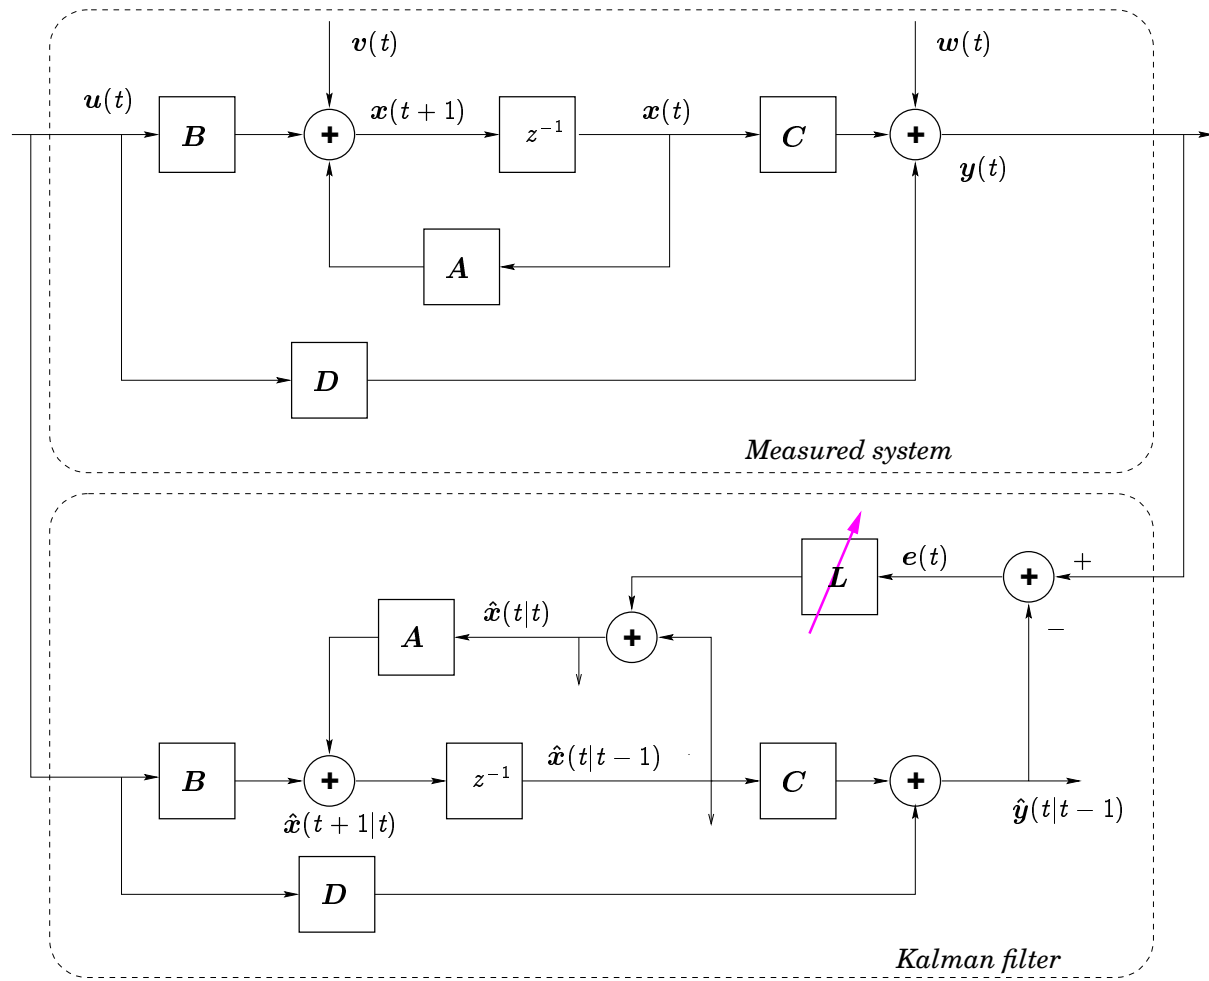 v(t)
w(t)
u(t)
B
+
x(t + 1)
z⁻¹
x(t)
C
+
y(t)
A
D
Measured system
L
e(t)
+
+
−
A
x̂(t|t)
+
B
+
z⁻¹
x̂(t|t − 1)
C
+
x̂(t + 1|t)
ŷ(t|t − 1)
D
Kalman filter